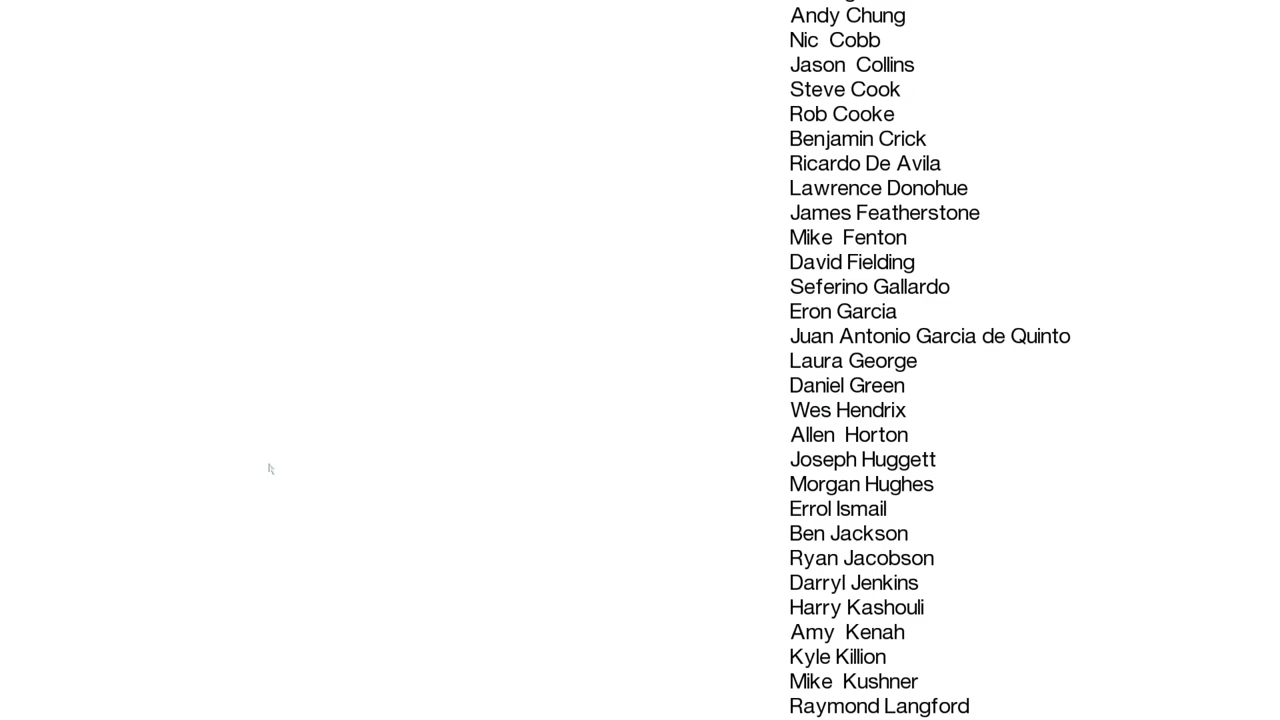 Andy Chung
Nic  Cobb
Jason  Collins
Steve Cook
Rob Cooke
Benjamin Crick
Ricardo De Avila
Lawrence Donohue
James Featherstone
Mike  Fenton
David Fielding
Seferino Gallardo
Eron Garcia
Juan Antonio Garcia de Quinto
Laura George
Daniel Green
Wes Hendrix
Allen  Horton
Joseph Huggett
Morgan Hughes
Errol Ismail
Ben Jackson
Ryan Jacobson
Darryl Jenkins
Harry Kashouli
Amy  Kenah
Kyle Killion
Mike  Kushner
Raymond Langford